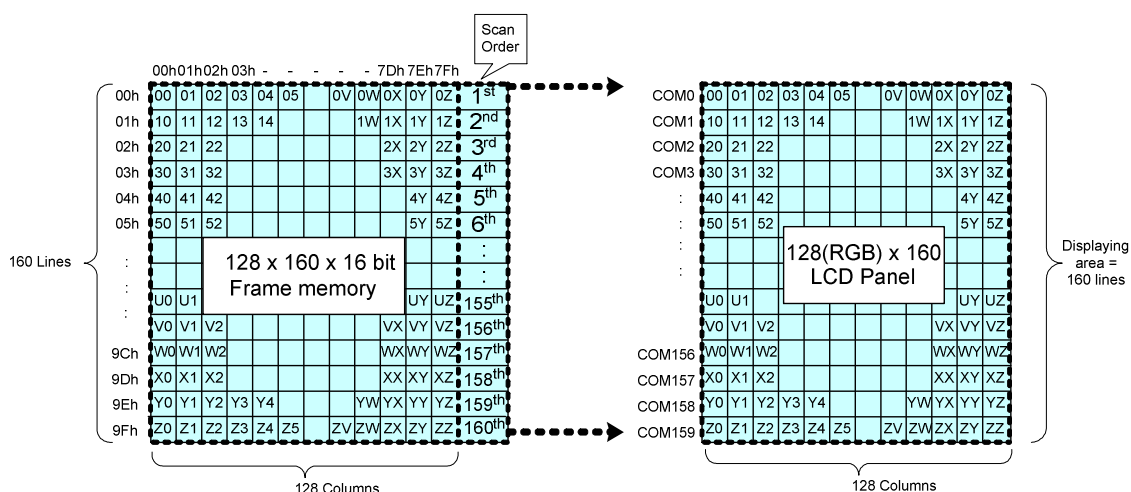 Scan
Order
00h 01h 02h 03h - - - - - 7Dh 7Eh 7Fh
00h 00 01 02 03 04 05 0V 0W 0X 0Y 0Z 1st
01h 10 11 12 13 14 1W 1X 1Y 1Z 2nd
02h 20 21 22 2X 2Y 2Z 3rd
03h 30 31 32 3X 3Y 3Z 4th
04h 40 41 42 4Y 4Z 5th
05h 50 51 52 5Y 5Z 6th
: :
: :
: U0 U1 UY UZ 155th
: V0 V1 V2 VX VY VZ 156th
9Ch W0 W1 W2 WX WY WZ 157th
9Dh X0 X1 X2 XX XY XZ 158th
9Eh Y0 Y1 Y2 Y3 Y4 YW YX YY YZ 159th
9Fh Z0 Z1 Z2 Z3 Z4 Z5 ZV ZW ZX ZY ZZ 160th
160 Lines
128 x 160 x 16 bit
Frame memory
128 Columns
COM0 00 01 02 03 04 05 0V 0W 0X 0Y 0Z
COM1 10 11 12 13 14 1W 1X 1Y 1Z
COM2 20 21 22 2X 2Y 2Z
COM3 30 31 32 3X 3Y 3Z
: 40 41 42 4Y 4Z
: 50 51 52 5Y 5Z
:
:
U0 U1 UY UZ
V0 V1 V2 VX VY VZ
COM156 W0 W1 W2 WX WY WZ
COM157 X0 X1 X2 XX XY XZ
COM158 Y0 Y1 Y2 Y3 Y4 YW YX YY YZ
COM159 Z0 Z1 Z2 Z3 Z4 Z5 ZV ZW ZX ZY ZZ
128(RGB) x 160
LCD Panel
Displaying
area =
160 lines
128 Columns